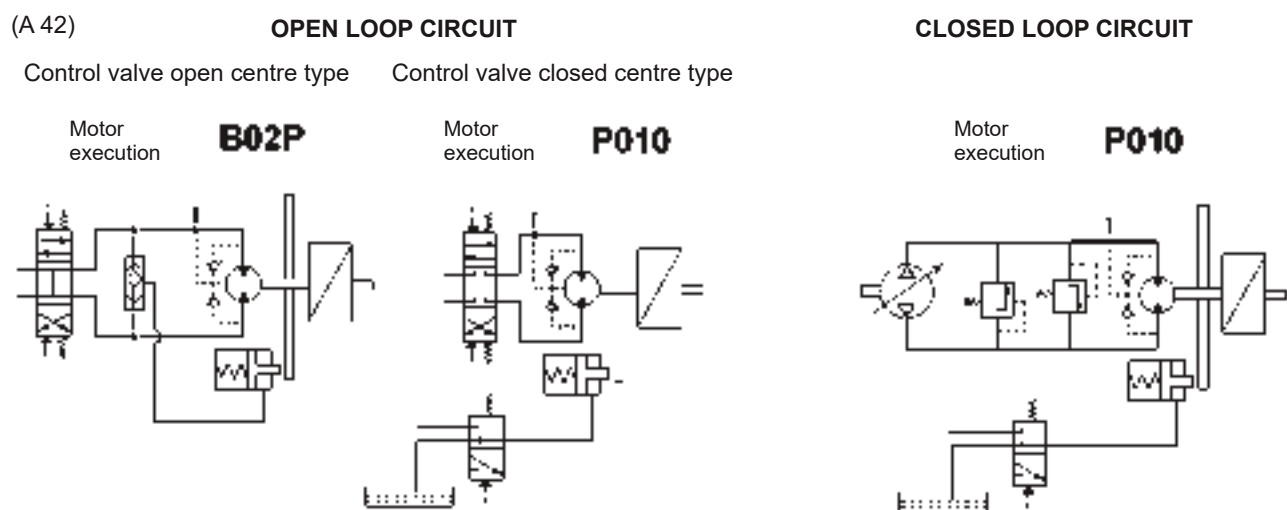 (A 42)
OPEN LOOP CIRCUIT
CLOSED LOOP CIRCUIT
Control valve open centre type
Control valve closed centre type
Motor
execution
B02P
Motor
execution
P010
Motor
execution
P010